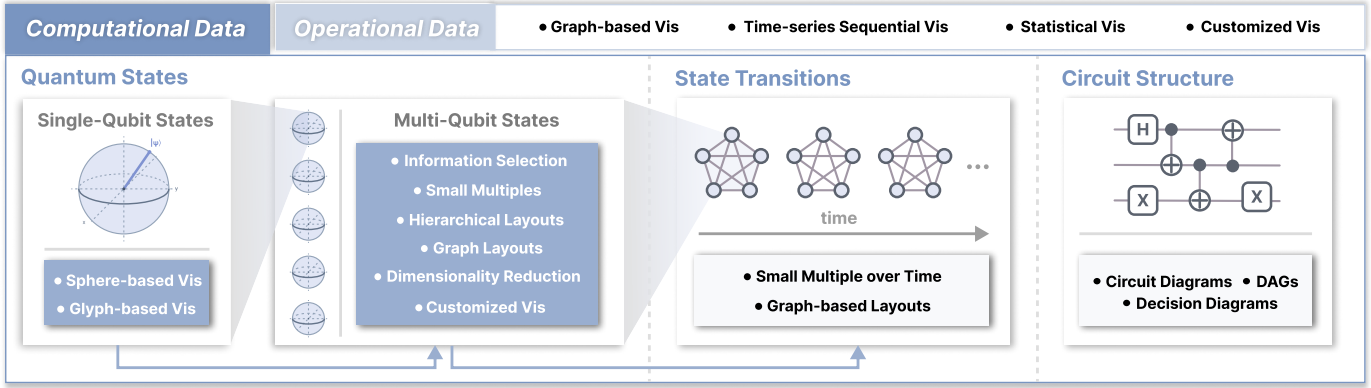 Computational Data
Operational Data
• Graph-based Vis
• Time-series Sequential Vis
• Statistical Vis
• Customized Vis
Quantum States
Single-Qubit States
|ψ⟩
y
x
• Sphere-based Vis
• Glyph-based Vis
Multi-Qubit States
• Information Selection
• Small Multiples
• Hierarchical Layouts
• Graph Layouts
• Dimensionality Reduction
• Customized Vis
State Transitions
...
time
• Small Multiple over Time
• Graph-based Layouts
Circuit Structure
H
X
X
• Circuit Diagrams • DAGs
• Decision Diagrams